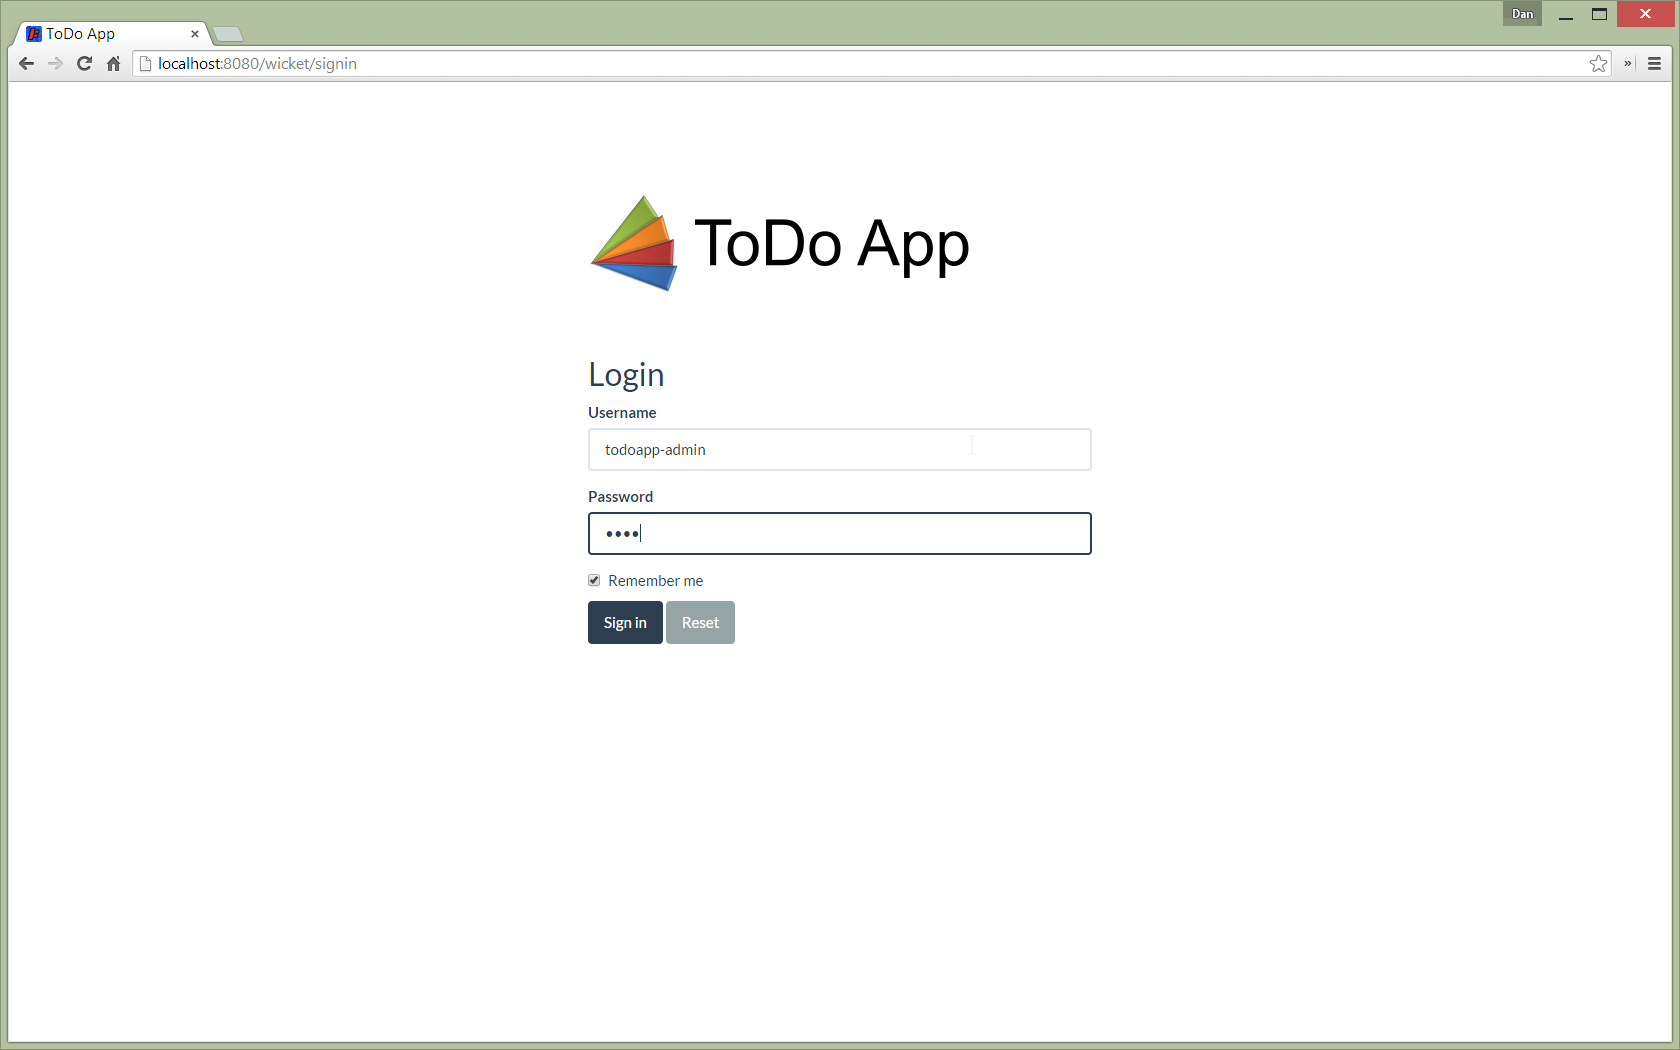 Dan
ToDo App
localhost:8080/wicket/signin
ToDo App
Login
Username
todoapp-admin
Password
••••
Remember me
Sign in Reset